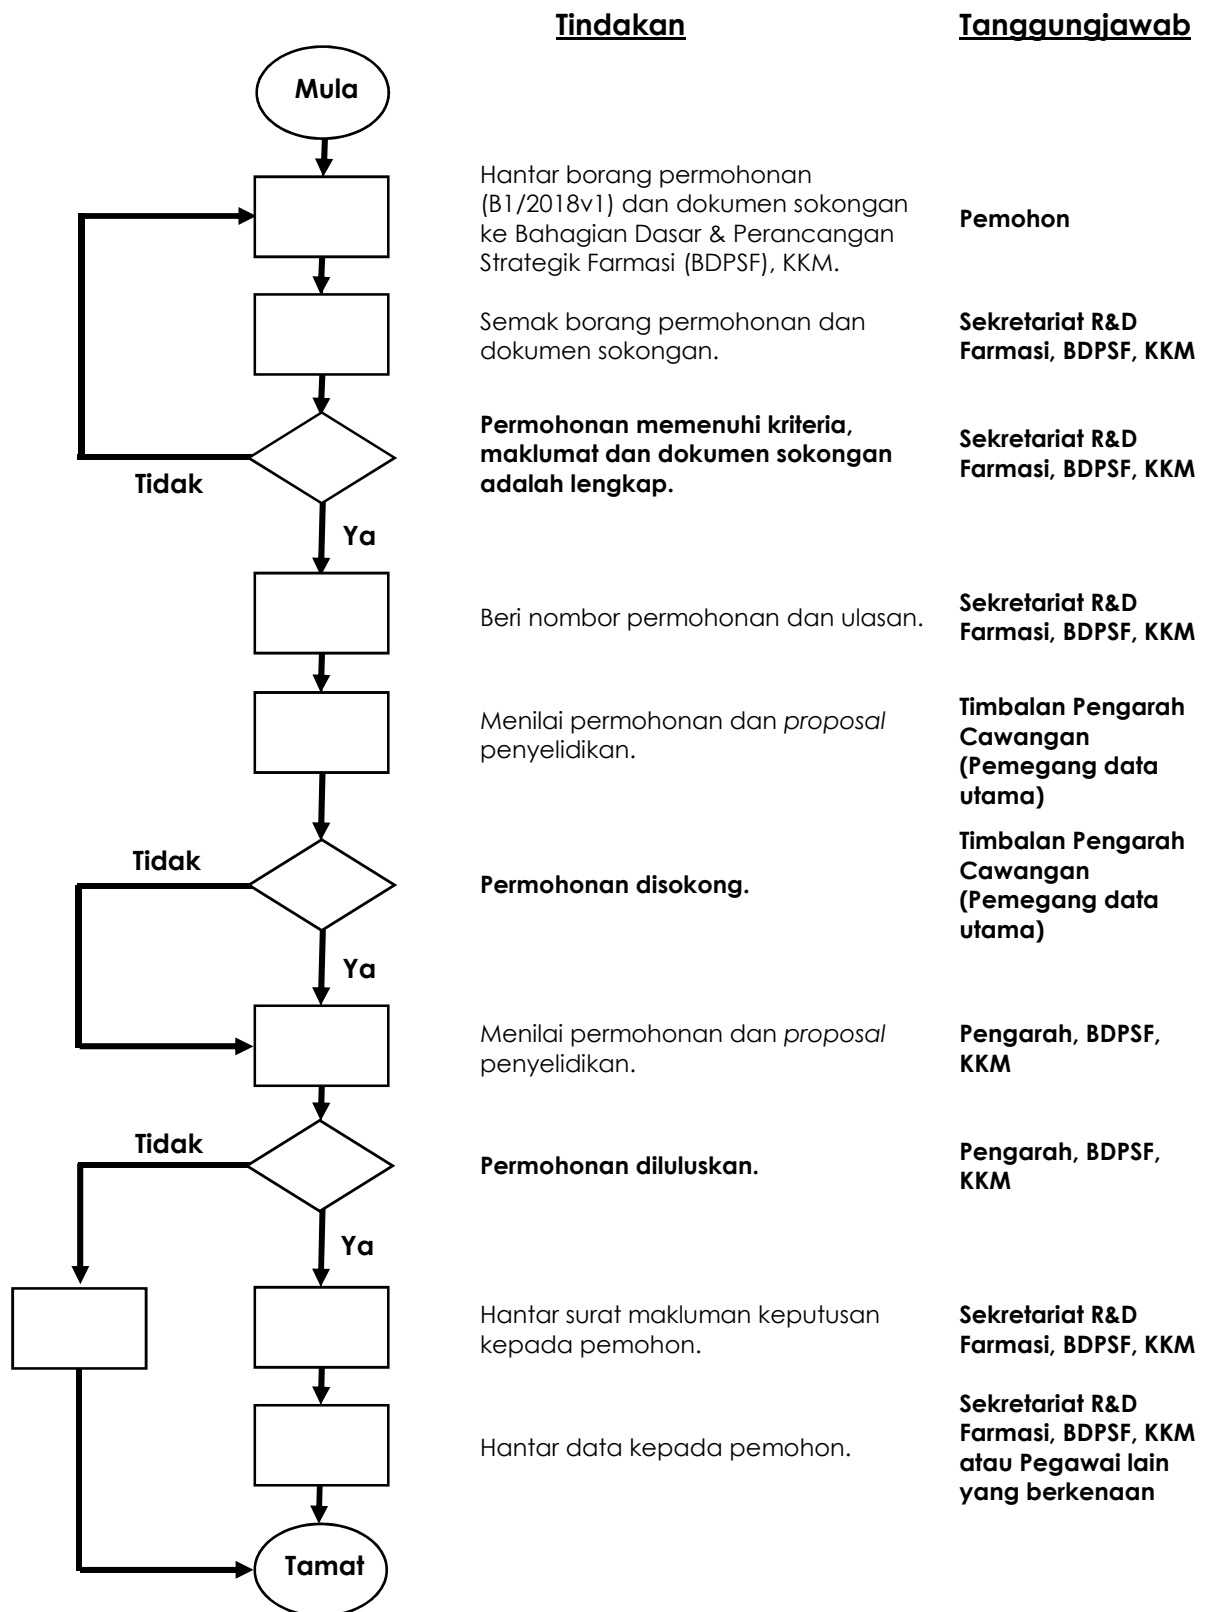 Tindakan
Tanggungjawab
Mula
Hantar borang permohonan
(B1/2018v1) dan dokumen sokongan
ke Bahagian Dasar & Perancangan
Strategik Farmasi (BDPSF), KKM.
Pemohon
Semak borang permohonan dan
dokumen sokongan.
Sekretariat R&D
Farmasi, BDPSF, KKM
Permohonan memenuhi kriteria,
maklumat dan dokumen sokongan
adalah lengkap.
Sekretariat R&D
Farmasi, BDPSF, KKM
Tidak
Ya
Beri nombor permohonan dan ulasan.
Sekretariat R&D
Farmasi, BDPSF, KKM
Menilai permohonan dan proposal
penyelidikan.
Timbalan Pengarah
Cawangan
(Pemegang data
utama)
Tidak
Permohonan disokong.
Timbalan Pengarah
Cawangan
(Pemegang data
utama)
Ya
Menilai permohonan dan proposal
penyelidikan.
Pengarah, BDPSF,
KKM
Tidak
Permohonan diluluskan.
Pengarah, BDPSF,
KKM
Ya
Hantar surat makluman keputusan
kepada pemohon.
Sekretariat R&D
Farmasi, BDPSF, KKM
Hantar data kepada pemohon.
Sekretariat R&D
Farmasi, BDPSF, KKM
atau Pegawai lain
yang berkenaan
Tamat